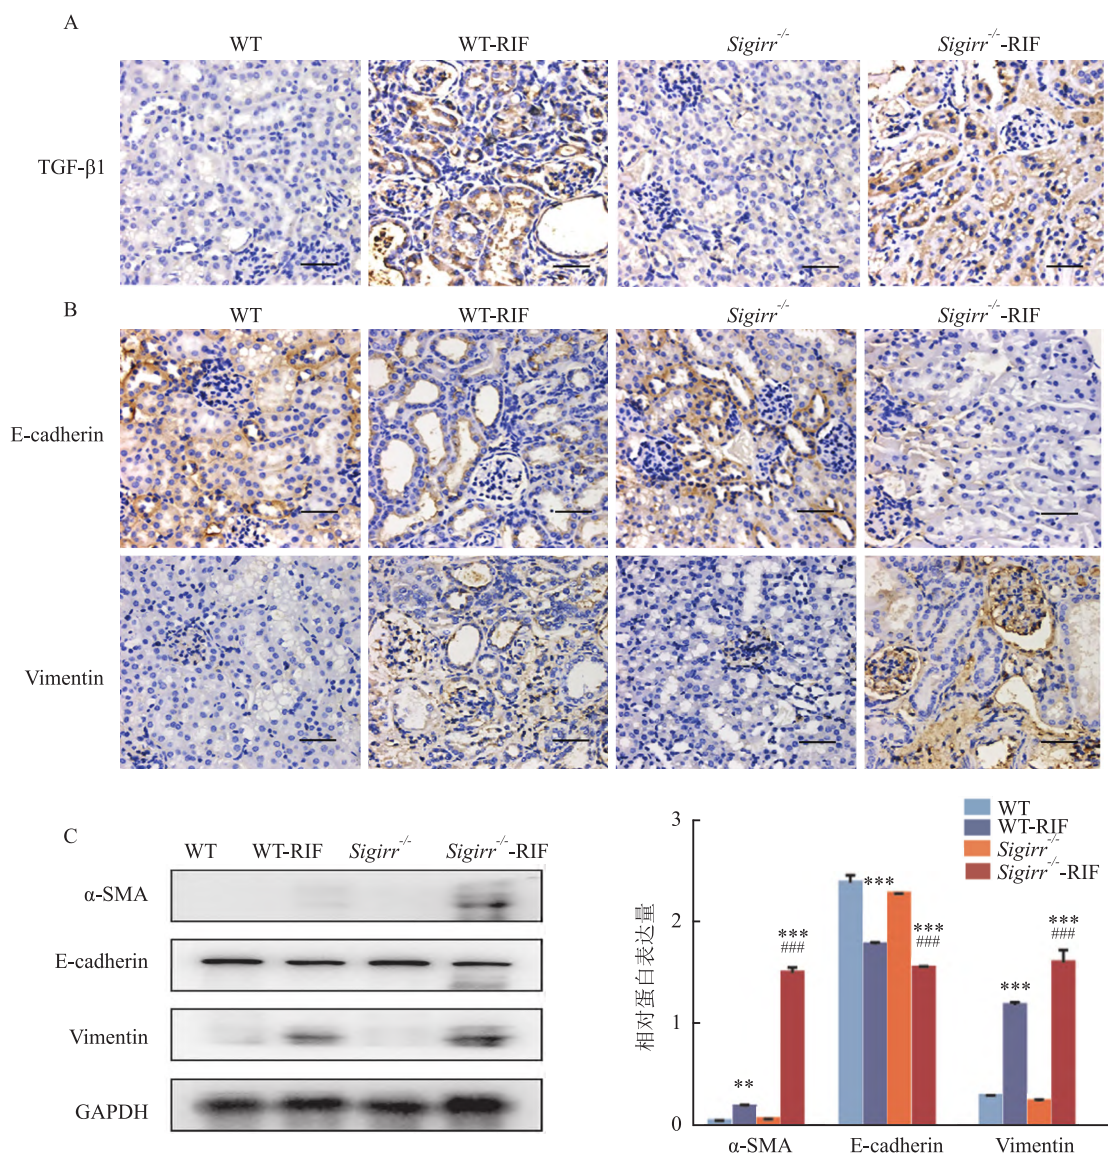 A
WT WT-RIF Sigirr⁻/⁻ Sigirr⁻/⁻-RIF
TGF-β1
B
WT WT-RIF Sigirr⁻/⁻ Sigirr⁻/⁻-RIF
E-cadherin
Vimentin
C
WT WT-RIF Sigirr⁻/⁻ Sigirr⁻/⁻-RIF
α-SMA
E-cadherin
Vimentin
GAPDH
相对蛋白表达量
3
2
1
0
WT
WT-RIF
Sigirr⁻/⁻
Sigirr⁻/⁻-RIF
**
***
###
***
***
###
***
***
###
α-SMA E-cadherin Vimentin